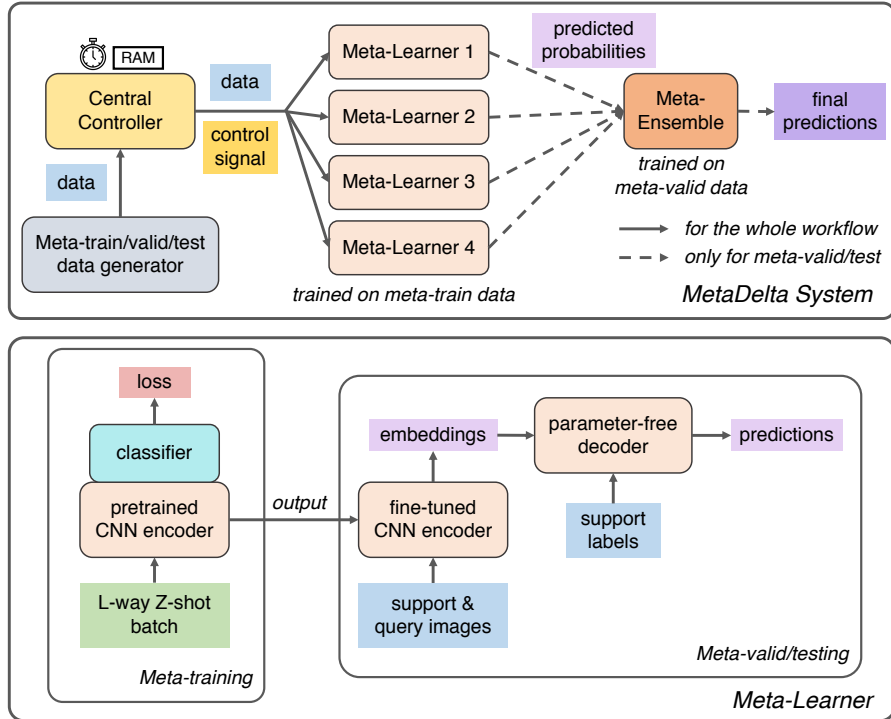 RAM
Central
Controller
data
control
signal
data
Meta-train/valid/test
data generator
Meta-Learner 1
Meta-Learner 2
Meta-Learner 3
Meta-Learner 4
trained on meta-train data
predicted
probabilities
Meta-
Ensemble
trained on
meta-valid data
final
predictions
for the whole workflow
only for meta-valid/test
MetaDelta System
loss
classifier
pretrained
CNN encoder
L-way Z-shot
batch
Meta-training
output
embeddings
fine-tuned
CNN encoder
support &
query images
parameter-free
decoder
support
labels
predictions
Meta-valid/testing
Meta-Learner